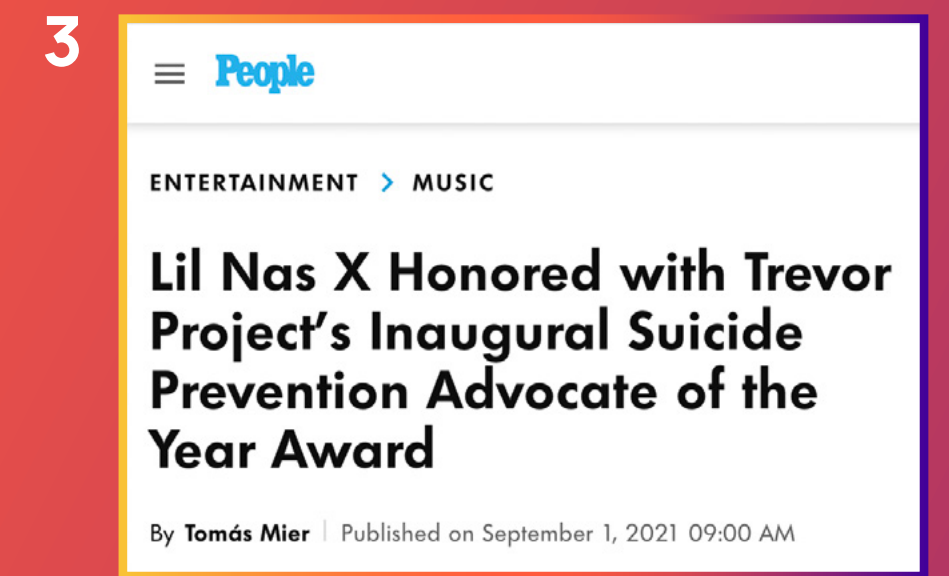 3
People
ENTERTAINMENT > MUSIC
Lil Nas X Honored with Trevor
Project's Inaugural Suicide
Prevention Advocate of the
Year Award
By Tomás Mier | Published on September 1, 2021 09:00 AM